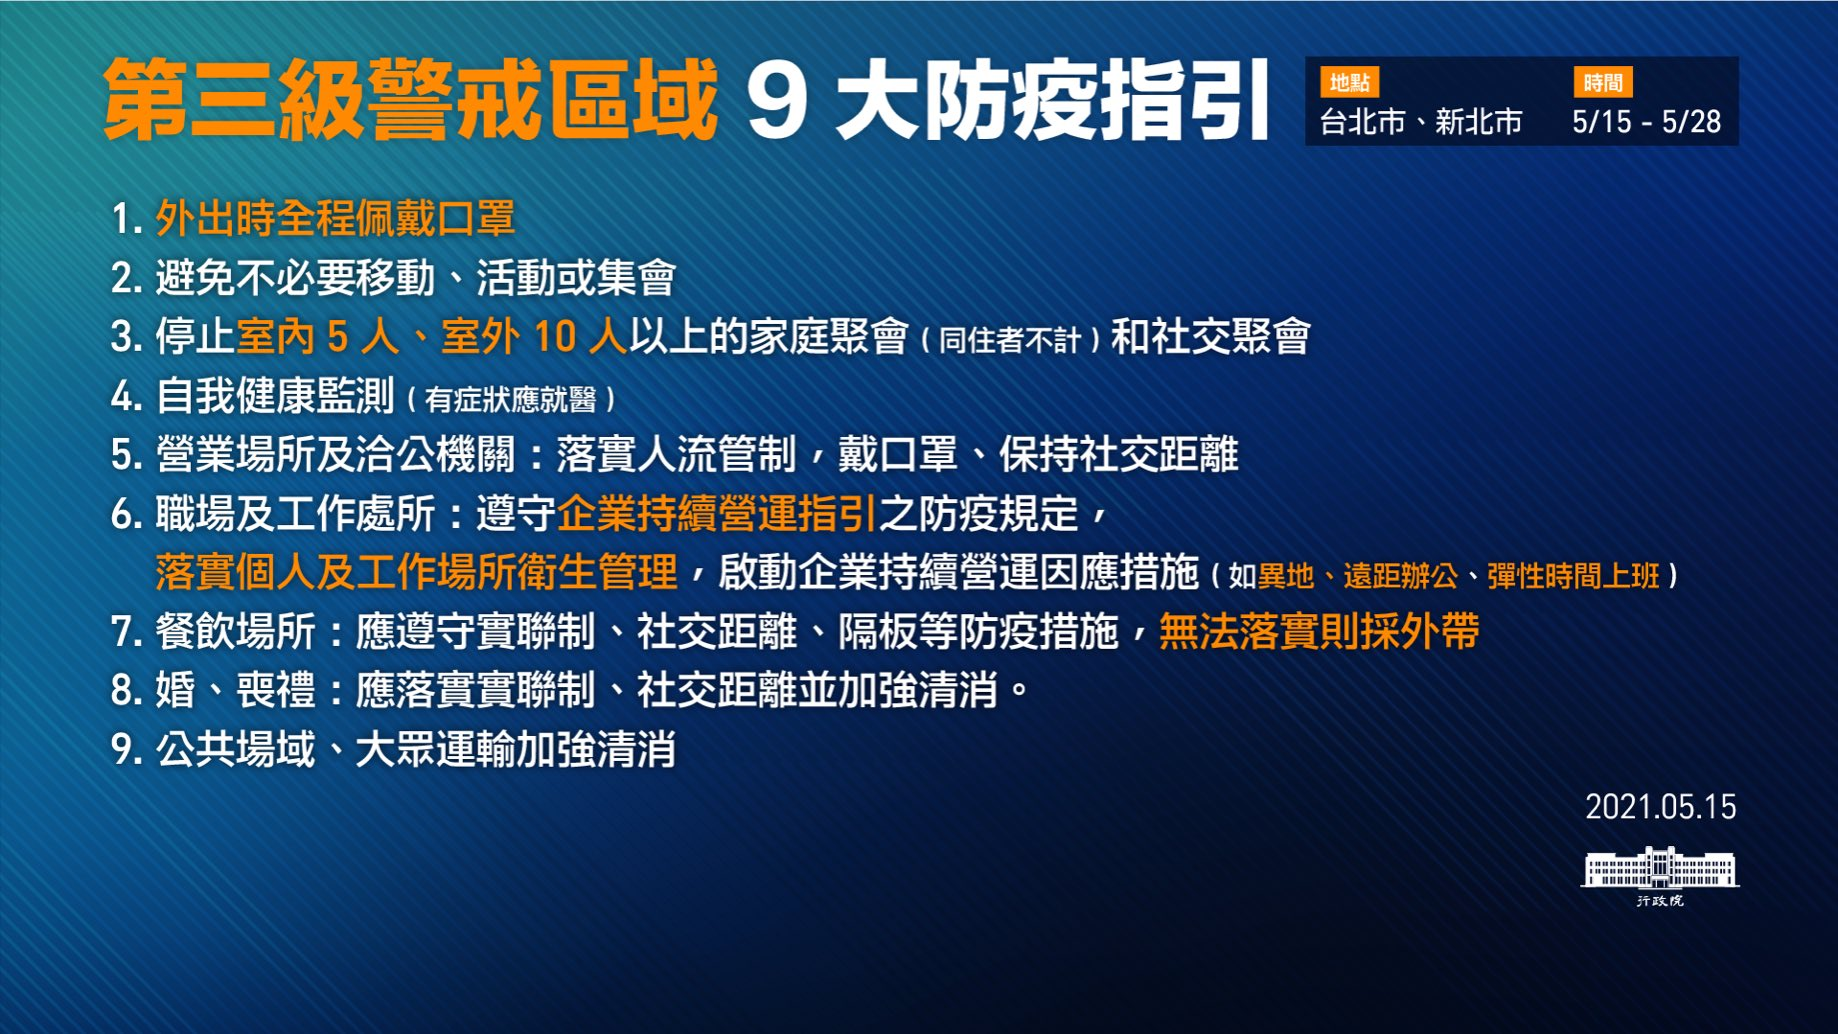 第三級警戒區域 9 大防疫指引
地點
台北市、新北市
時間
5/15 - 5/28
1. 外出時全程佩戴口罩
2. 避免不必要移動、活動或集會
3. 停止室內 5 人、室外 10 人以上的家庭聚會（同住者不計）和社交聚會
4. 自我健康監測（有症狀應就醫）
5. 營業場所及洽公機關：落實人流管制，戴口罩、保持社交距離
6. 職場及工作處所：遵守企業持續營運指引之防疫規定，
落實個人及工作場所衛生管理，啟動企業持續營運因應措施（如異地、遠距辦公、彈性時間上班）
7. 餐飲場所：應遵守實聯制、社交距離、隔板等防疫措施，無法落實則採外帶
8. 婚、喪禮：應落實實聯制、社交距離並加強清消。
9. 公共場域、大眾運輸加強清消
2021.05.15
行政院